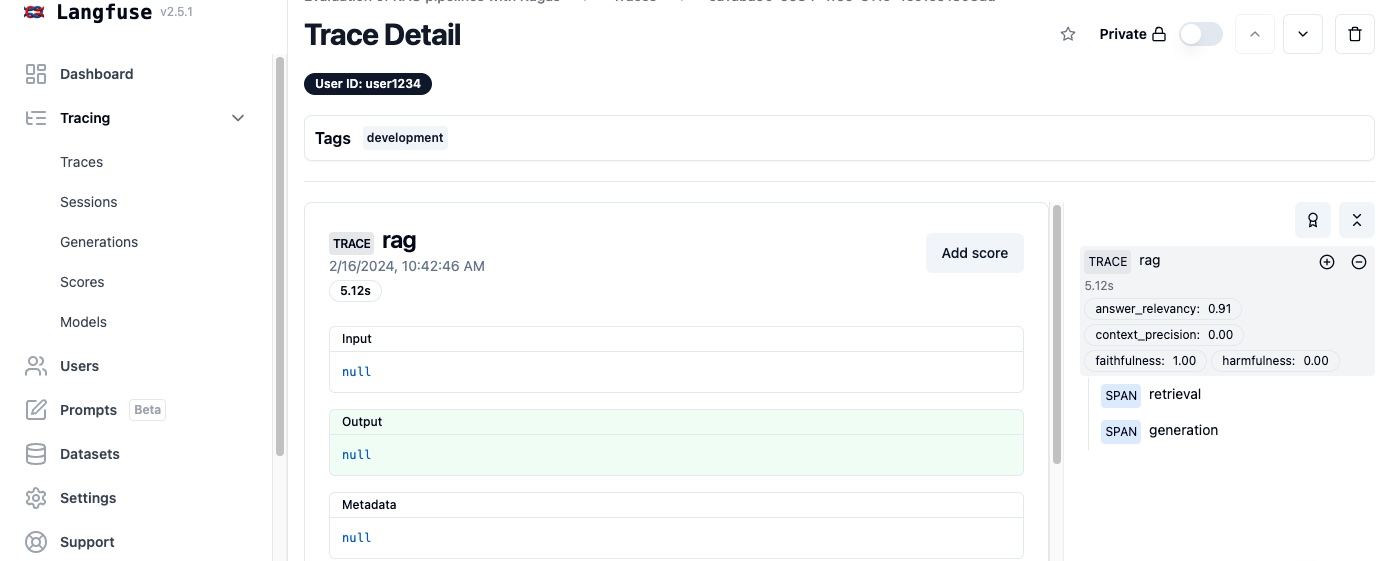 Langfuse v2.5.1
Dashboard
Tracing
Traces
Sessions
Generations
Scores
Models
Users
Prompts Beta
Datasets
Settings
Support
Trace Detail
Private
User ID: user1234
Tags development
TRACE rag
2/16/2024, 10:42:46 AM
5.12s
Add score
Input
null
Output
null
Metadata
null
TRACE rag
5.12s
answer_relevancy: 0.91
context_precision: 0.00
faithfulness: 1.00 harmfulness: 0.00
SPAN retrieval
SPAN generation